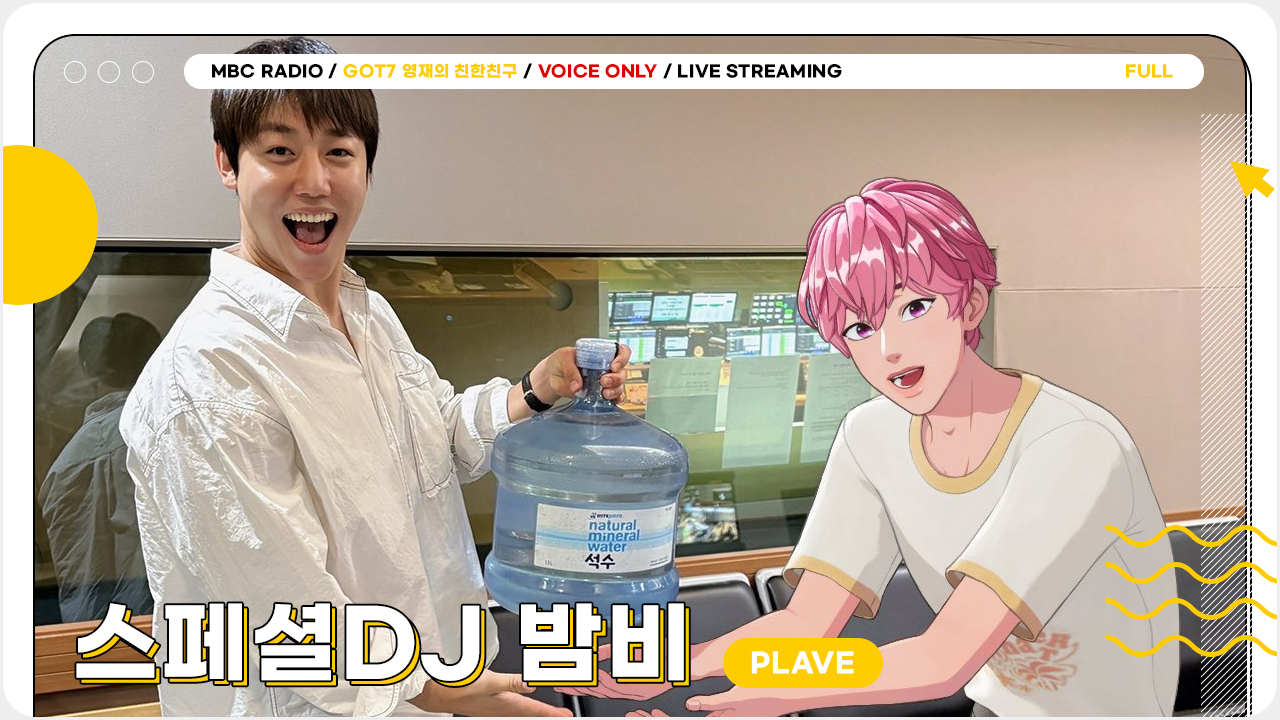 MBC RADIO / GOT7 영재의 친한친구 / VOICE ONLY / LIVE STREAMING
FULL
natural
mineral
water
석수
스페셜DJ 밤비
PLAVE